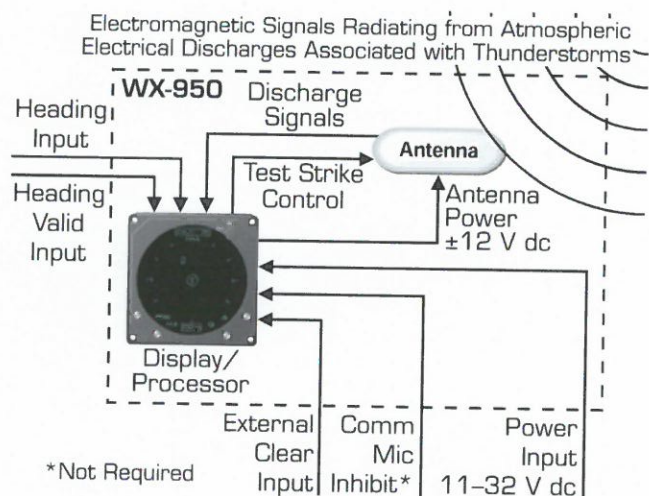 Electromagnetic Signals Radiating from Atmospheric
Electrical Discharges Associated with Thunderstorms
WX-950
Discharge
Signals
Heading
Input
Antenna
Test Strike
Control
Heading
Valid
Input
Antenna
Power
±12 V dc
Display/
Processor
External
Clear
Input
Comm
Mic
Inhibit*
Power
Input
11–32 V dc
*Not Required